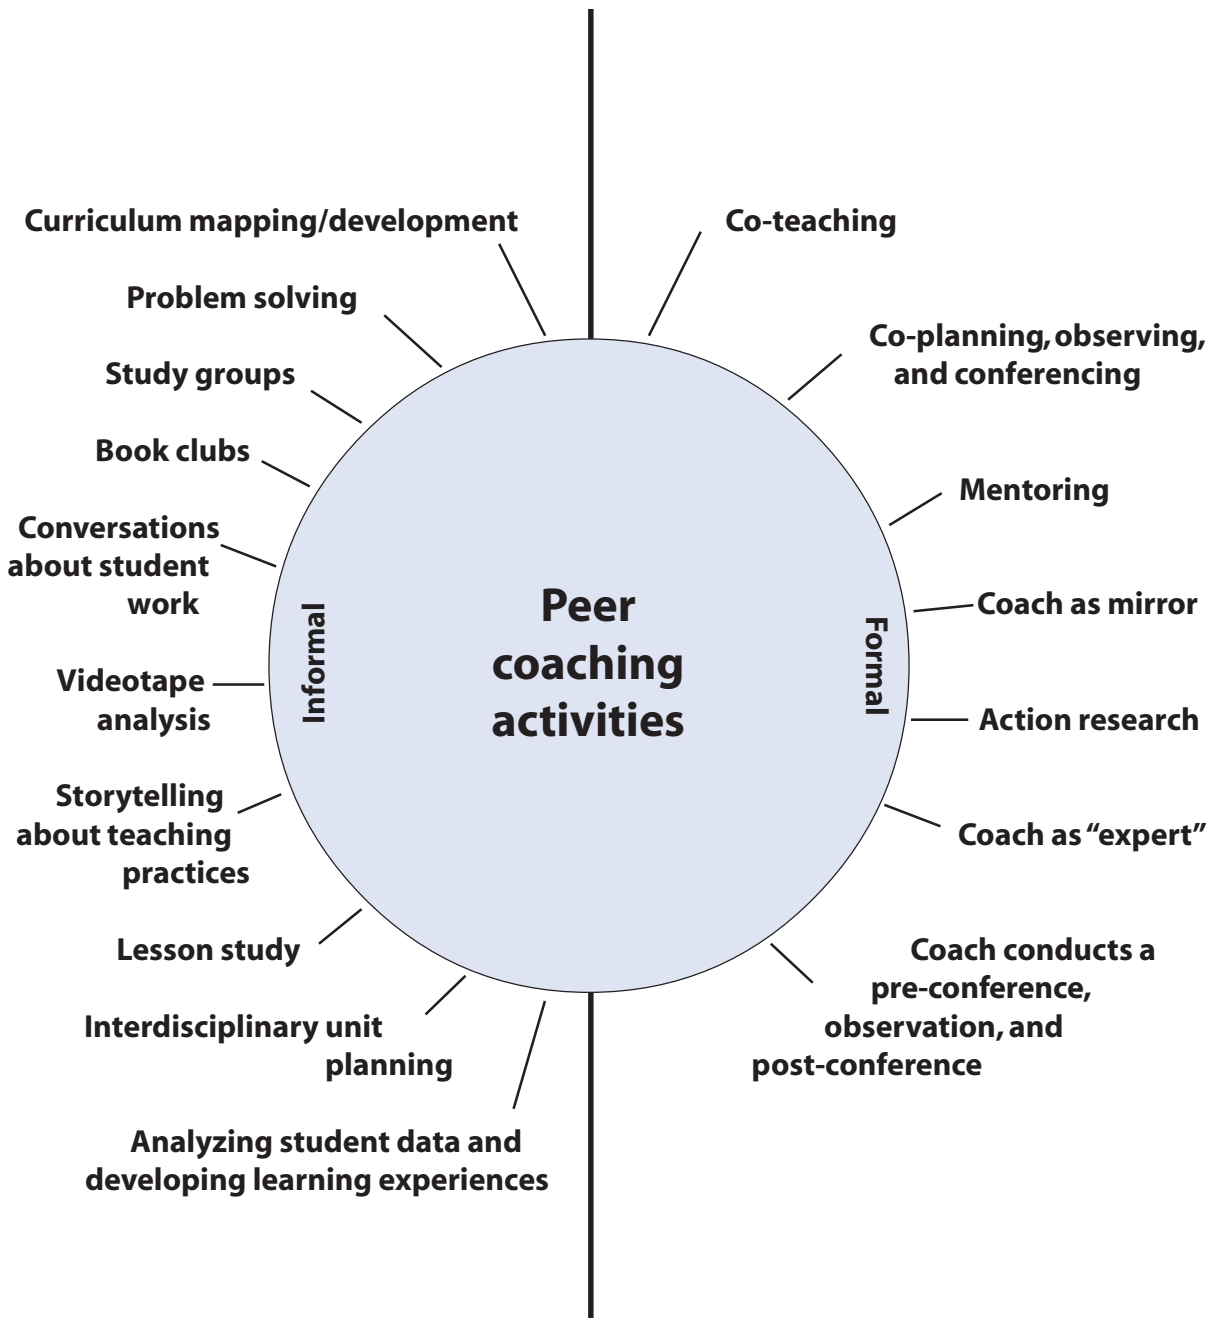 Curriculum mapping/development
Problem solving
Study groups
Book clubs
Conversations
about student
work
Videotape
analysis
Storytelling
about teaching
practices
Lesson study
Interdisciplinary unit
planning
Analyzing student data and
developing learning experiences
Informal
Peer
coaching
activities
Formal
Co-teaching
Co-planning, observing,
and conferencing
Mentoring
Coach as mirror
Action research
Coach as “expert”
Coach conducts a
pre-conference,
observation, and
post-conference